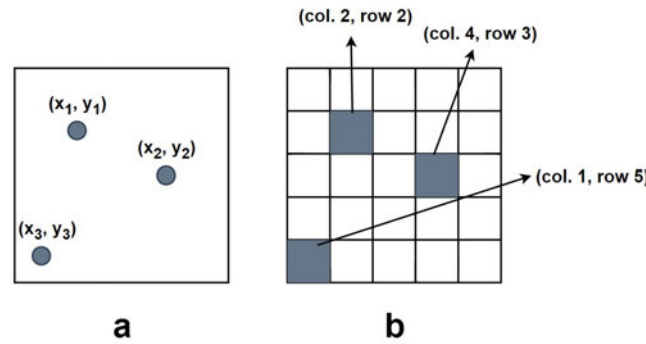 (col. 2, row 2)
(col. 4, row 3)
(x1, y1)
(x2, y2)
(col. 1, row 5)
(x3, y3)
a
b